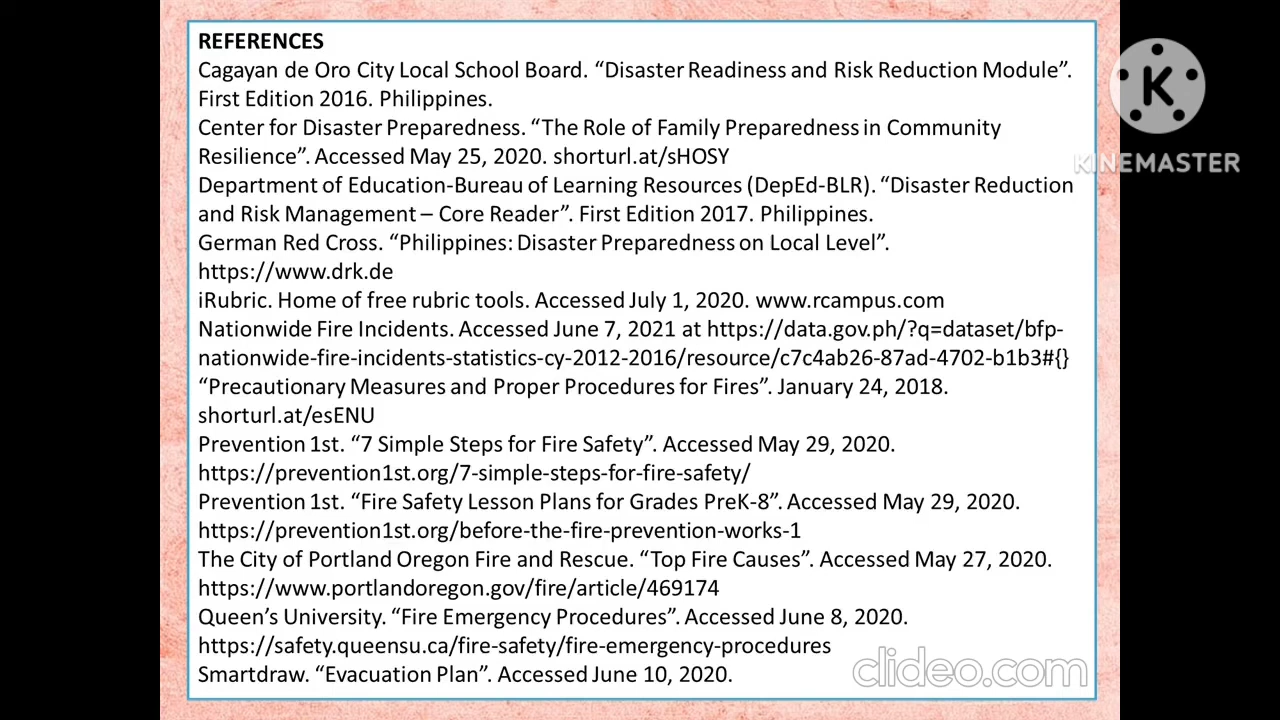 REFERENCES
Cagayan de Oro City Local School Board. “Disaster Readiness and Risk Reduction Module”.
First Edition 2016. Philippines.
Center for Disaster Preparedness. “The Role of Family Preparedness in Community
Resilience”. Accessed May 25, 2020. shorturl.at/sHOSY
Department of Education-Bureau of Learning Resources (DepEd-BLR). “Disaster Reduction
and Risk Management – Core Reader”. First Edition 2017. Philippines.
German Red Cross. “Philippines: Disaster Preparedness on Local Level”.
https://www.drk.de
iRubric. Home of free rubric tools. Accessed July 1, 2020. www.rcampus.com
Nationwide Fire Incidents. Accessed June 7, 2021 at https://data.gov.ph/?q=dataset/bfp-
nationwide-fire-incidents-statistics-cy-2012-2016/resource/c7c4ab26-87ad-4702-b1b3#{}
“Precautionary Measures and Proper Procedures for Fires”. January 24, 2018.
shorturl.at/esENU
Prevention 1st. “7 Simple Steps for Fire Safety”. Accessed May 29, 2020.
https://prevention1st.org/7-simple-steps-for-fire-safety/
Prevention 1st. “Fire Safety Lesson Plans for Grades PreK-8”. Accessed May 29, 2020.
https://prevention1st.org/before-the-fire-prevention-works-1
The City of Portland Oregon Fire and Rescue. “Top Fire Causes”. Accessed May 27, 2020.
https://www.portlandoregon.gov/fire/article/469174
Queen’s University. “Fire Emergency Procedures”. Accessed June 8, 2020.
https://safety.queensu.ca/fire-safety/fire-emergency-procedures
Smartdraw. “Evacuation Plan”. Accessed June 10, 2020.
K
KINEMASTER
clideo.com